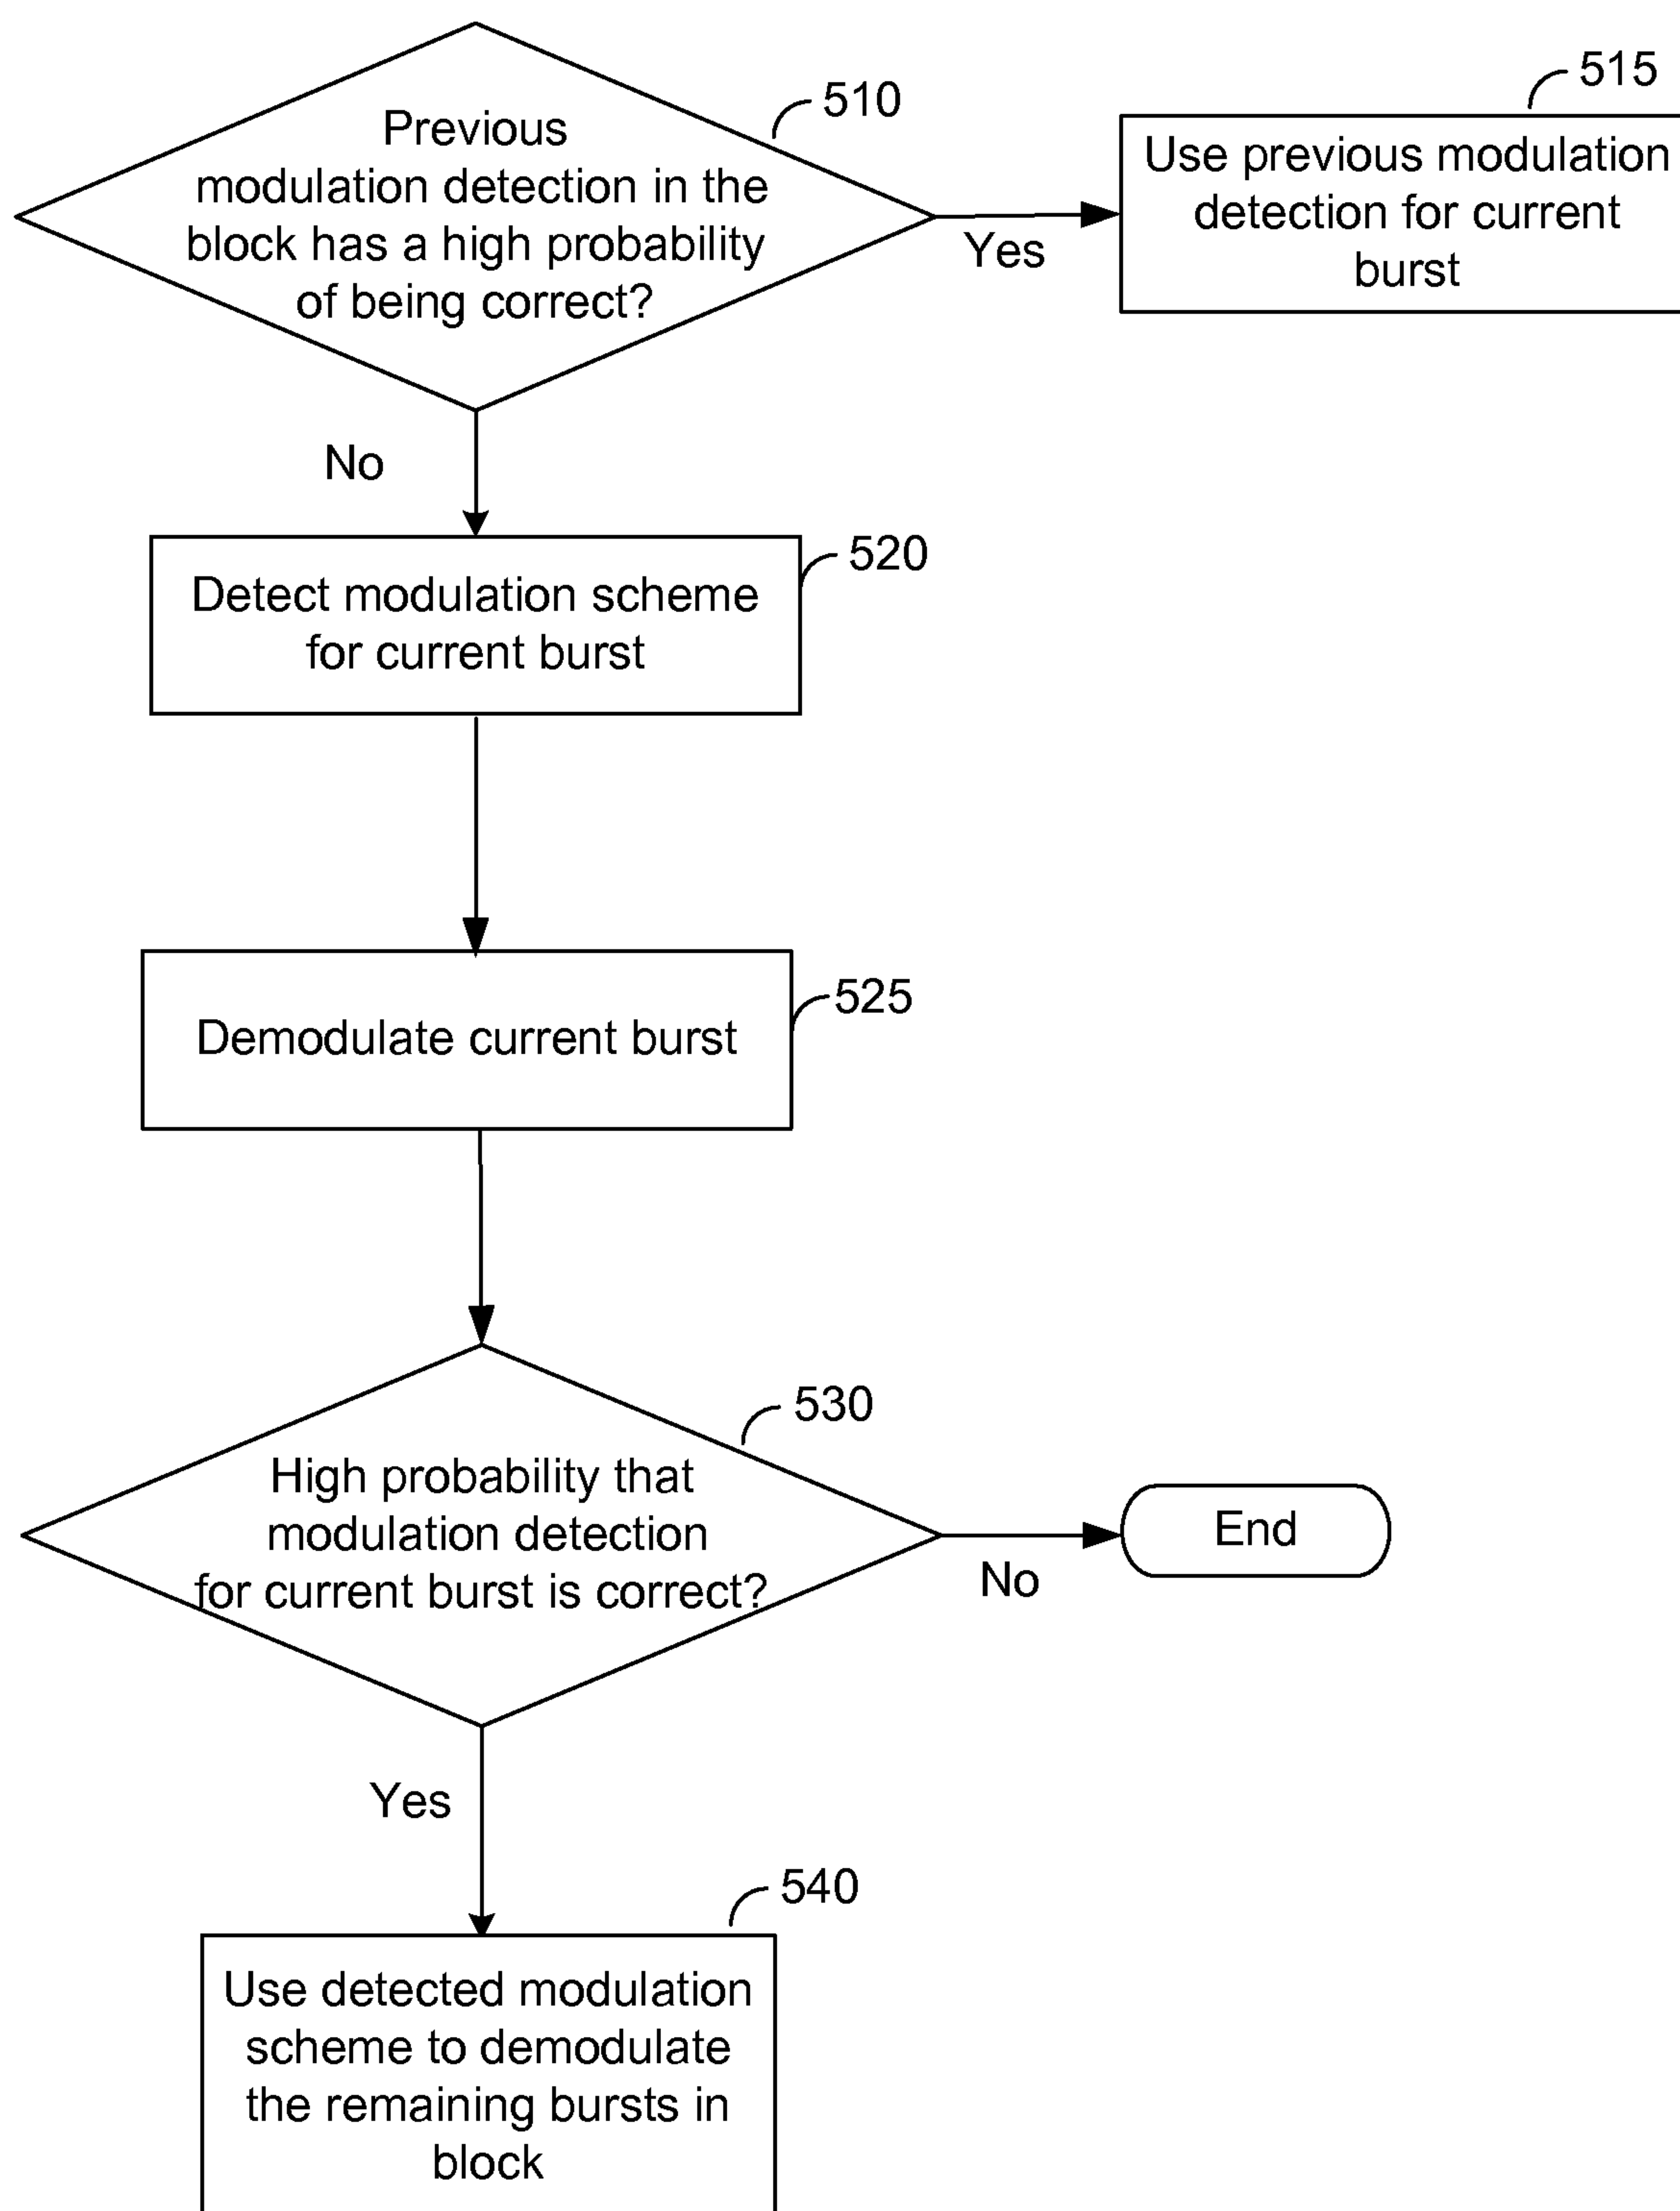 Previous
modulation detection in the
block has a high probability
of being correct?
510
Yes
515
Use previous modulation
detection for current
burst
No
520
Detect modulation scheme
for current burst
525
Demodulate current burst
530
High probability that
modulation detection
for current burst is correct?
No
End
Yes
540
Use detected modulation
scheme to demodulate
the remaining bursts in
block